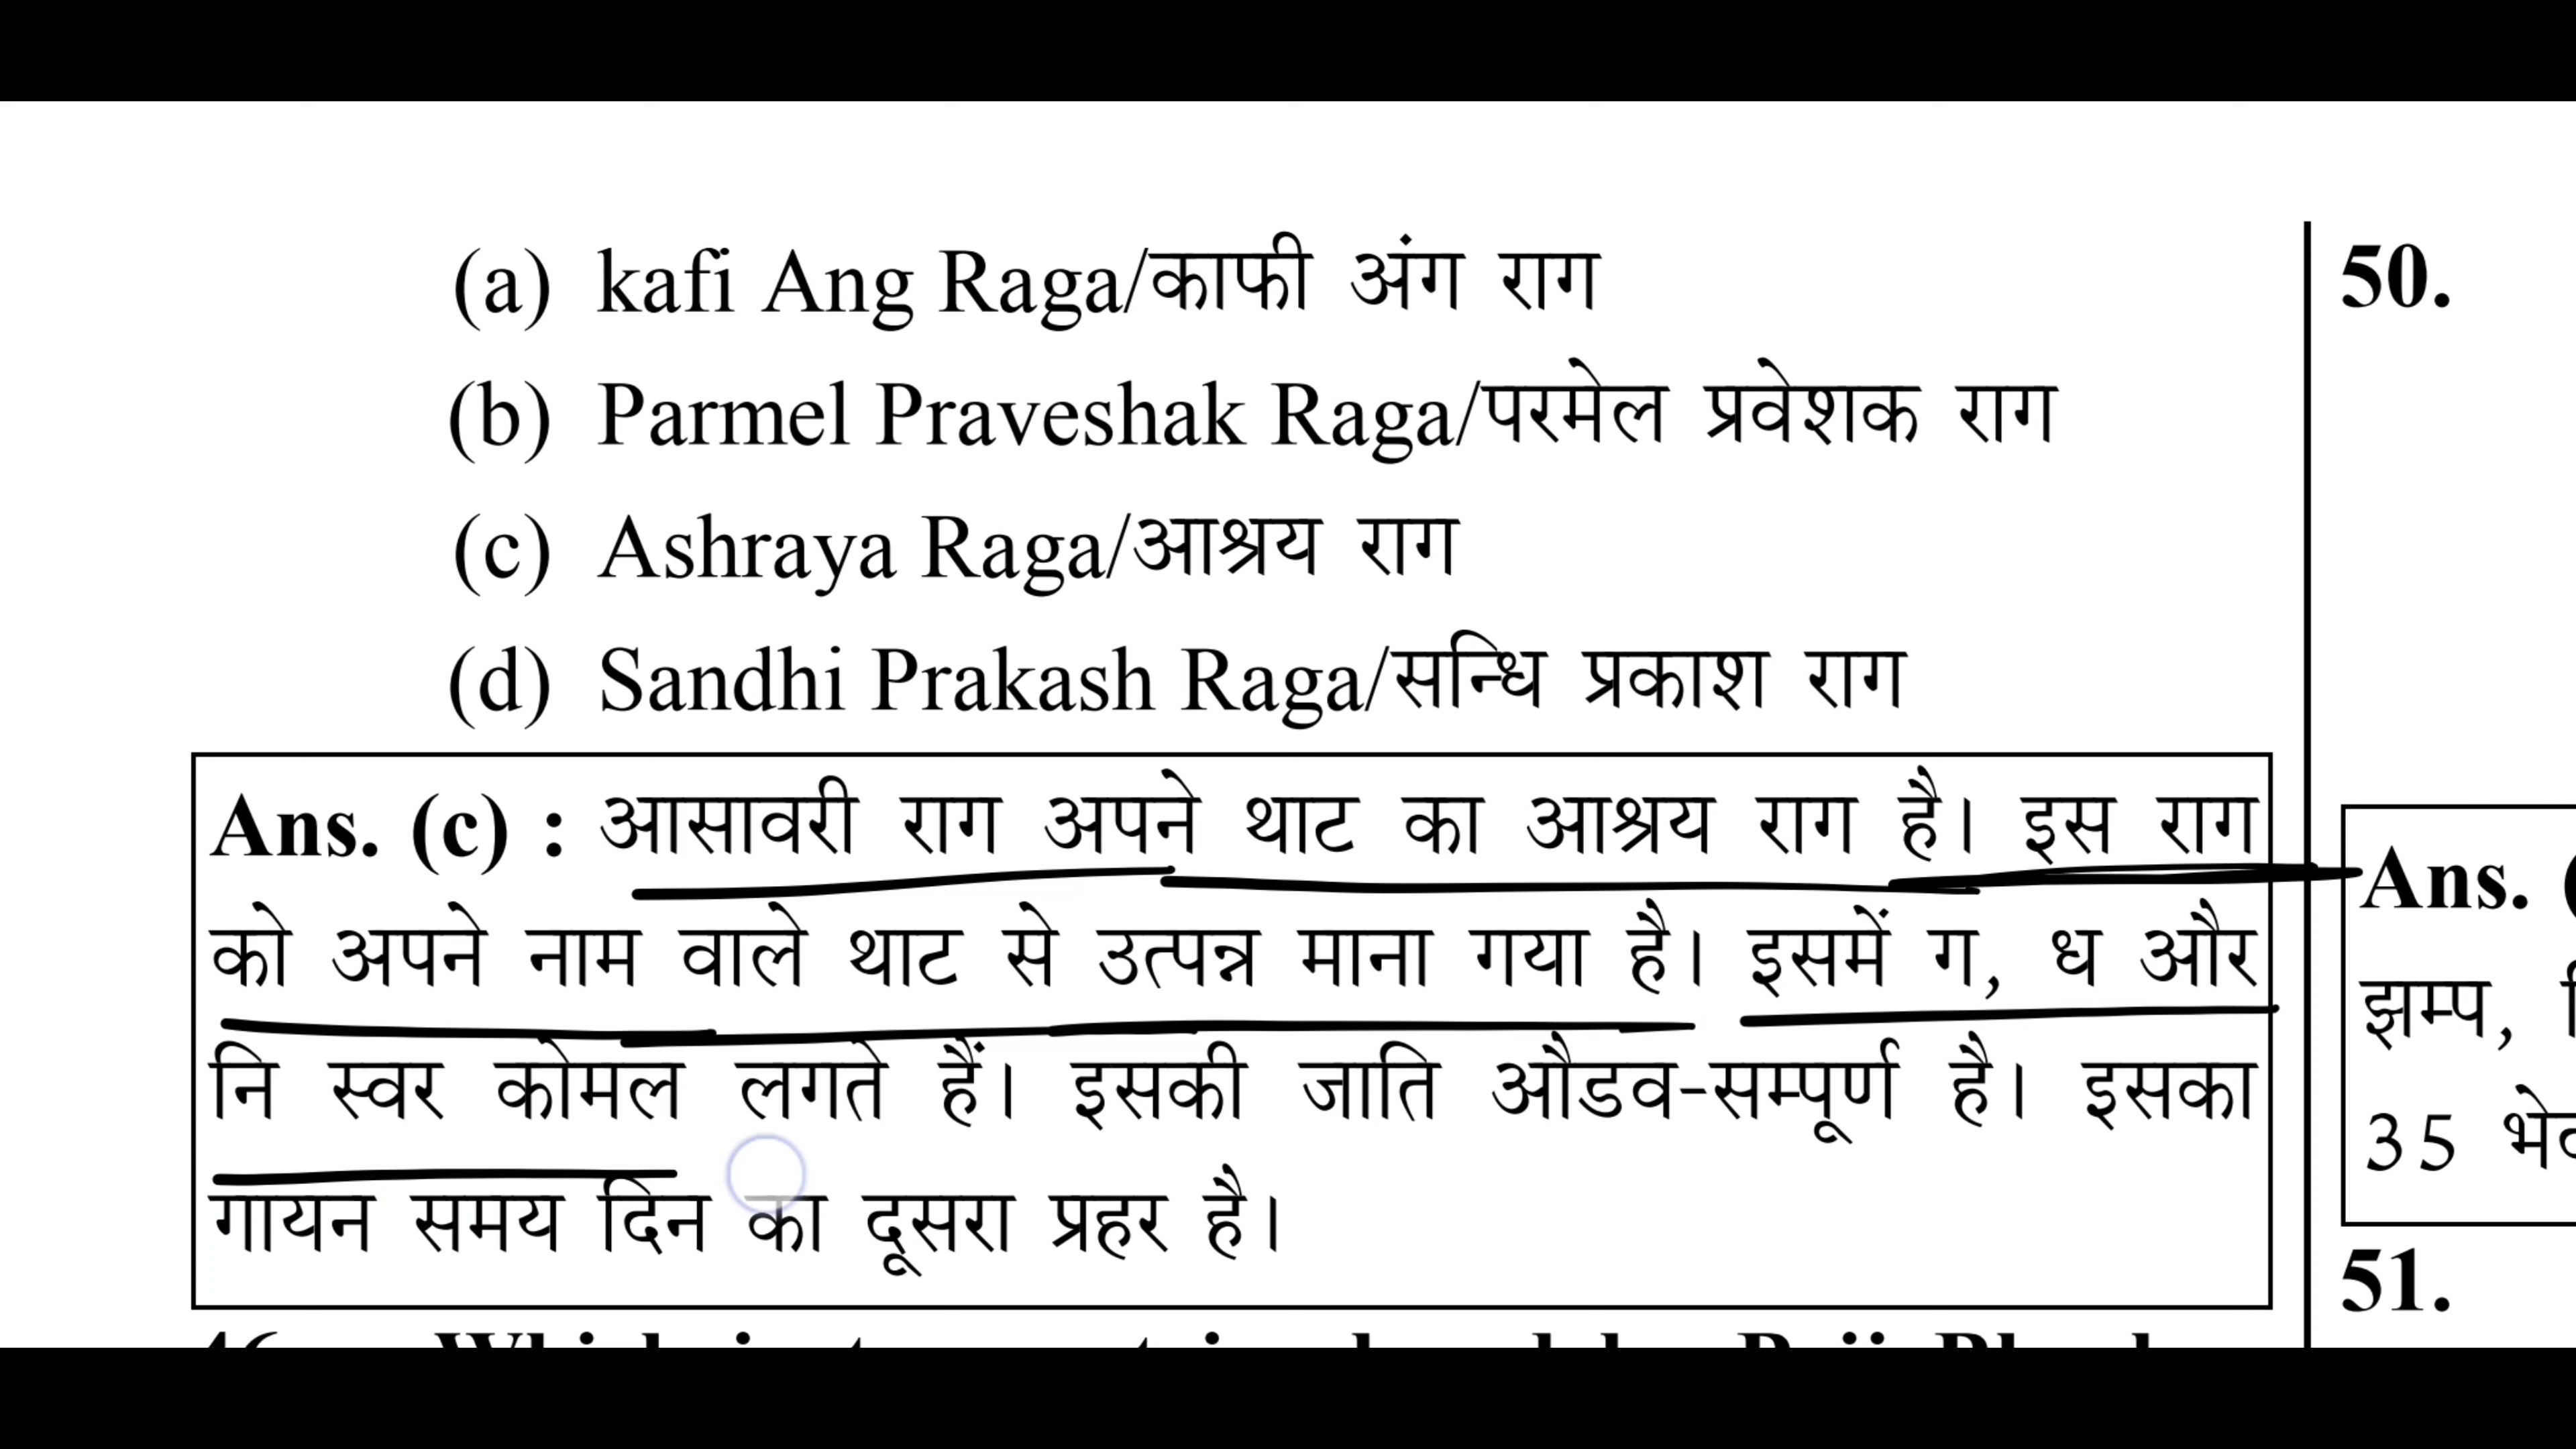 (a) kafi Ang Raga/काफी अंग राग
(b) Parmel Praveshak Raga/परमेल प्रवेशक राग
(c) Ashraya Raga/आश्रय राग
(d) Sandhi Prakash Raga/सन्धि प्रकाश राग
Ans. (c) : आसावरी राग अपने थाट का आश्रय राग है। इस राग
को अपने नाम वाले थाट से उत्पन्न माना गया है। इसमें ग, ध और
नि स्वर कोमल लगते हैं। इसकी जाति औडव-सम्पूर्ण है। इसका
गायन समय दिन का दूसरा प्रहर है।
50.
Ans.
झम्प,
35
51.